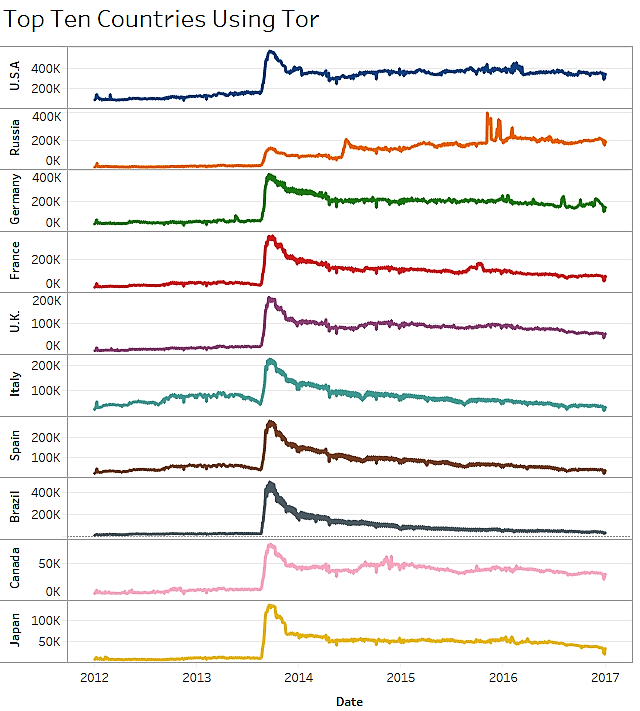 Top Ten Countries Using Tor
U.S.A
400K
200K
Russia
400K
200K
0K
Germany
400K
200K
0K
France
200K
0K
U.K.
200K
100K
0K
Italy
200K
100K
Spain
200K
100K
Brazil
400K
200K
Canada
50K
0K
Japan
100K
50K
2012 2013 2014 2015 2016 2017
Date